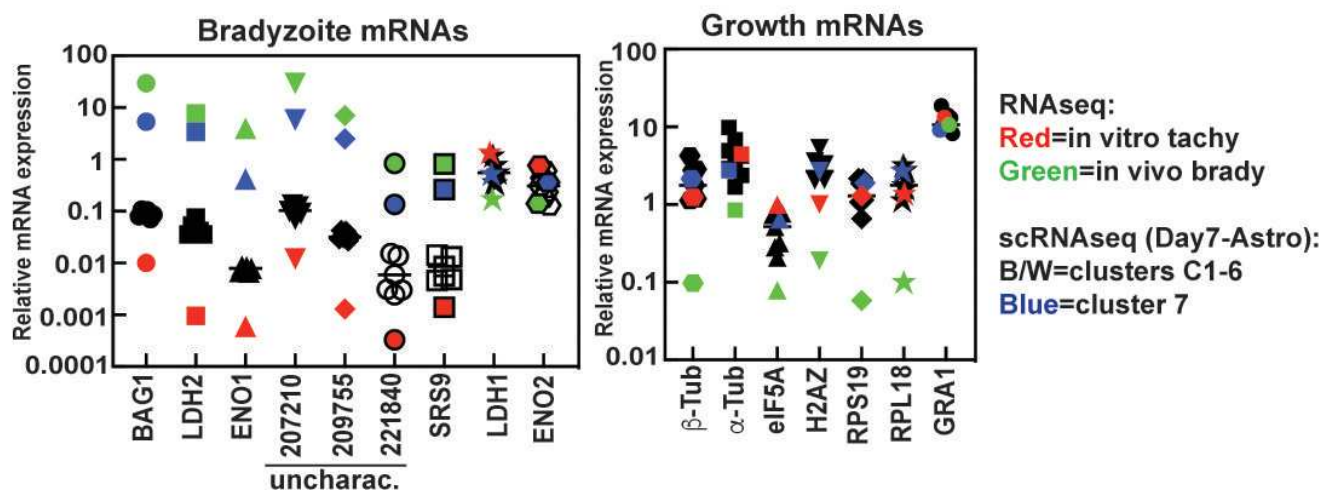 Bradyzoite mRNAs
Relative mRNA expression
100
10
1
0.1
0.01
0.001
0.0001
BAG1
LDH2
ENO1
207210
209755
221840
SRS9
LDH1
ENO2
uncharac.
Growth mRNAs
Relative mRNA expression
100
10
1
0.1
0.01
β-Tub
α-Tub
eIF5A
H2AZ
RPS19
RPL18
GRA1
RNAseq:
Red=in vitro tachy
Green=in vivo brady
scRNAseq (Day7-Astro):
B/W=clusters C1-6
Blue=cluster 7